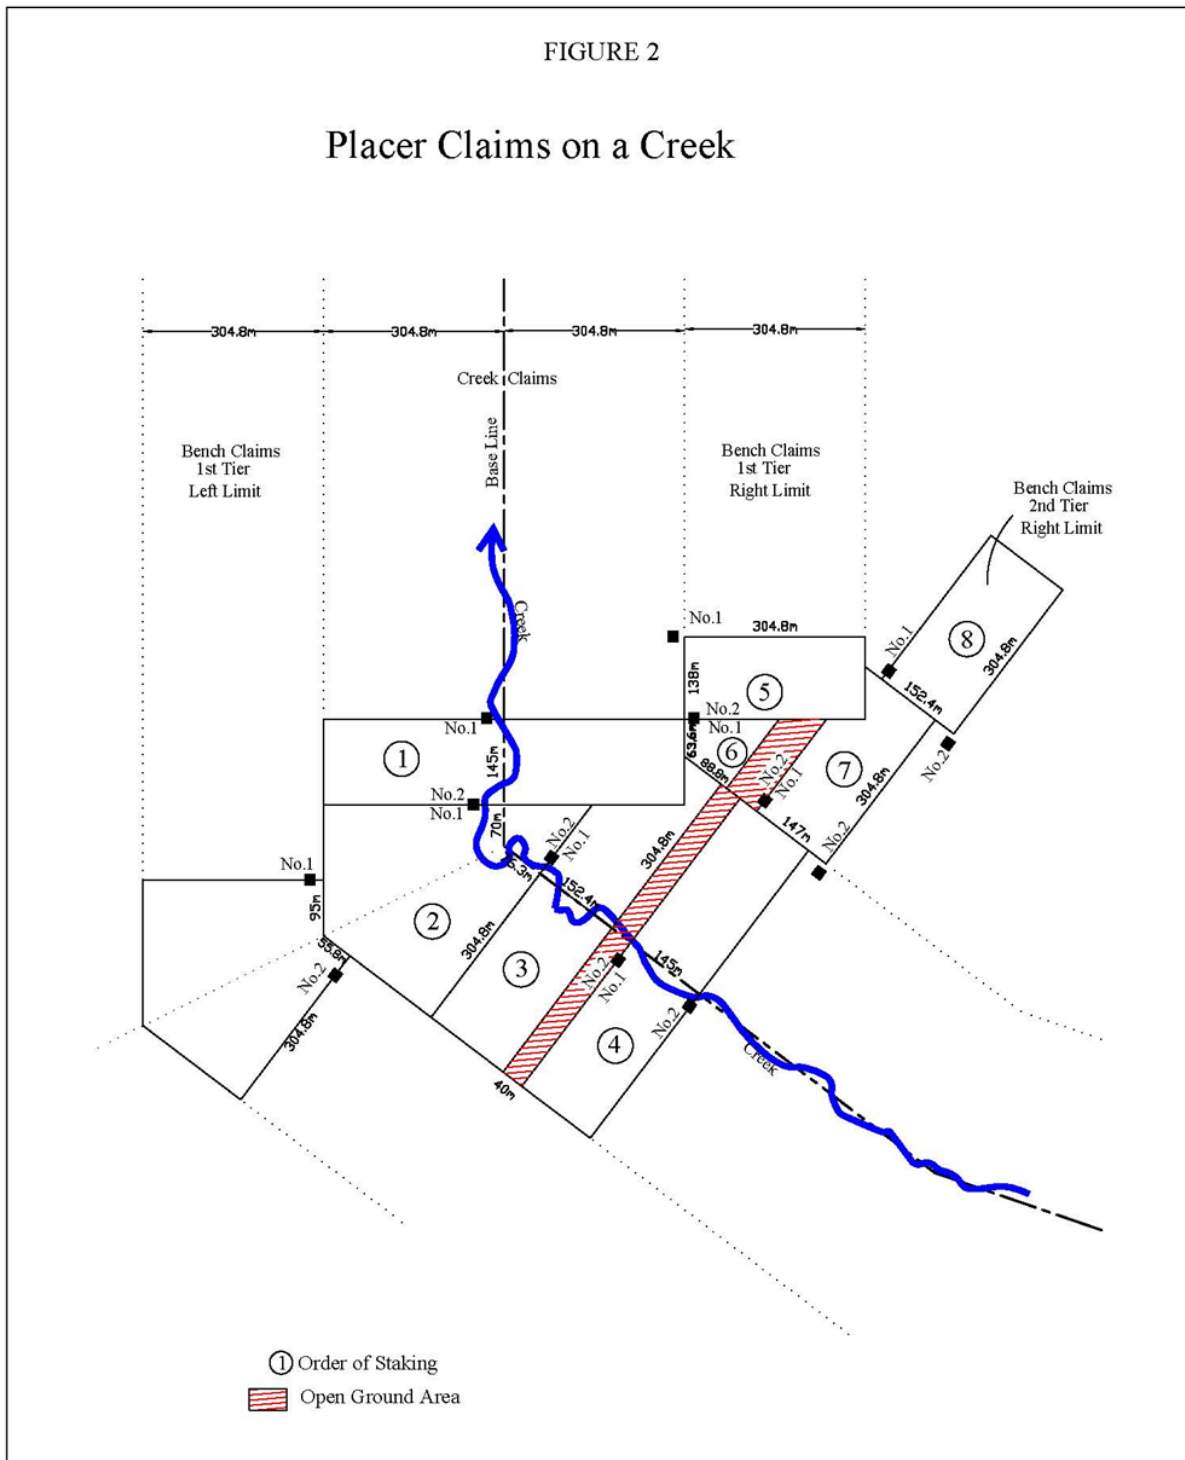 FIGURE 2
Placer Claims on a Creek
304.8m
304.8m
304.8m
304.8m
Creek Claims
Base Line
Bench Claims
1st Tier
Left Limit
Bench Claims
1st Tier
Right Limit
Bench Claims
2nd Tier
Right Limit
Creek
No.1
304.8m
No.1
8
304.8m
138m
5
152.4m
No.2
No.1
No.2
No.1
1
145m
63.6m
6
88.8m
No.2
No.1
7
304.8m
No.2
No.1
70m
No.2
No.1
147m
No.2
304.8m
No.1
5.3m
152.4m
95m
2
55.8m
No.2
304.8m
304.8m
3
No.2
No.1
145m
4
No.2
Creek
40m
1 Order of Staking
Open Ground Area